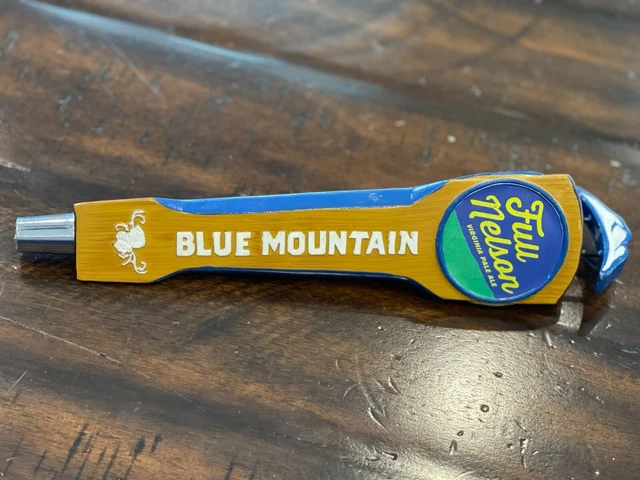 BLUE MOUNTAIN
Full
Nelson
VIRGINIA PALE ALE